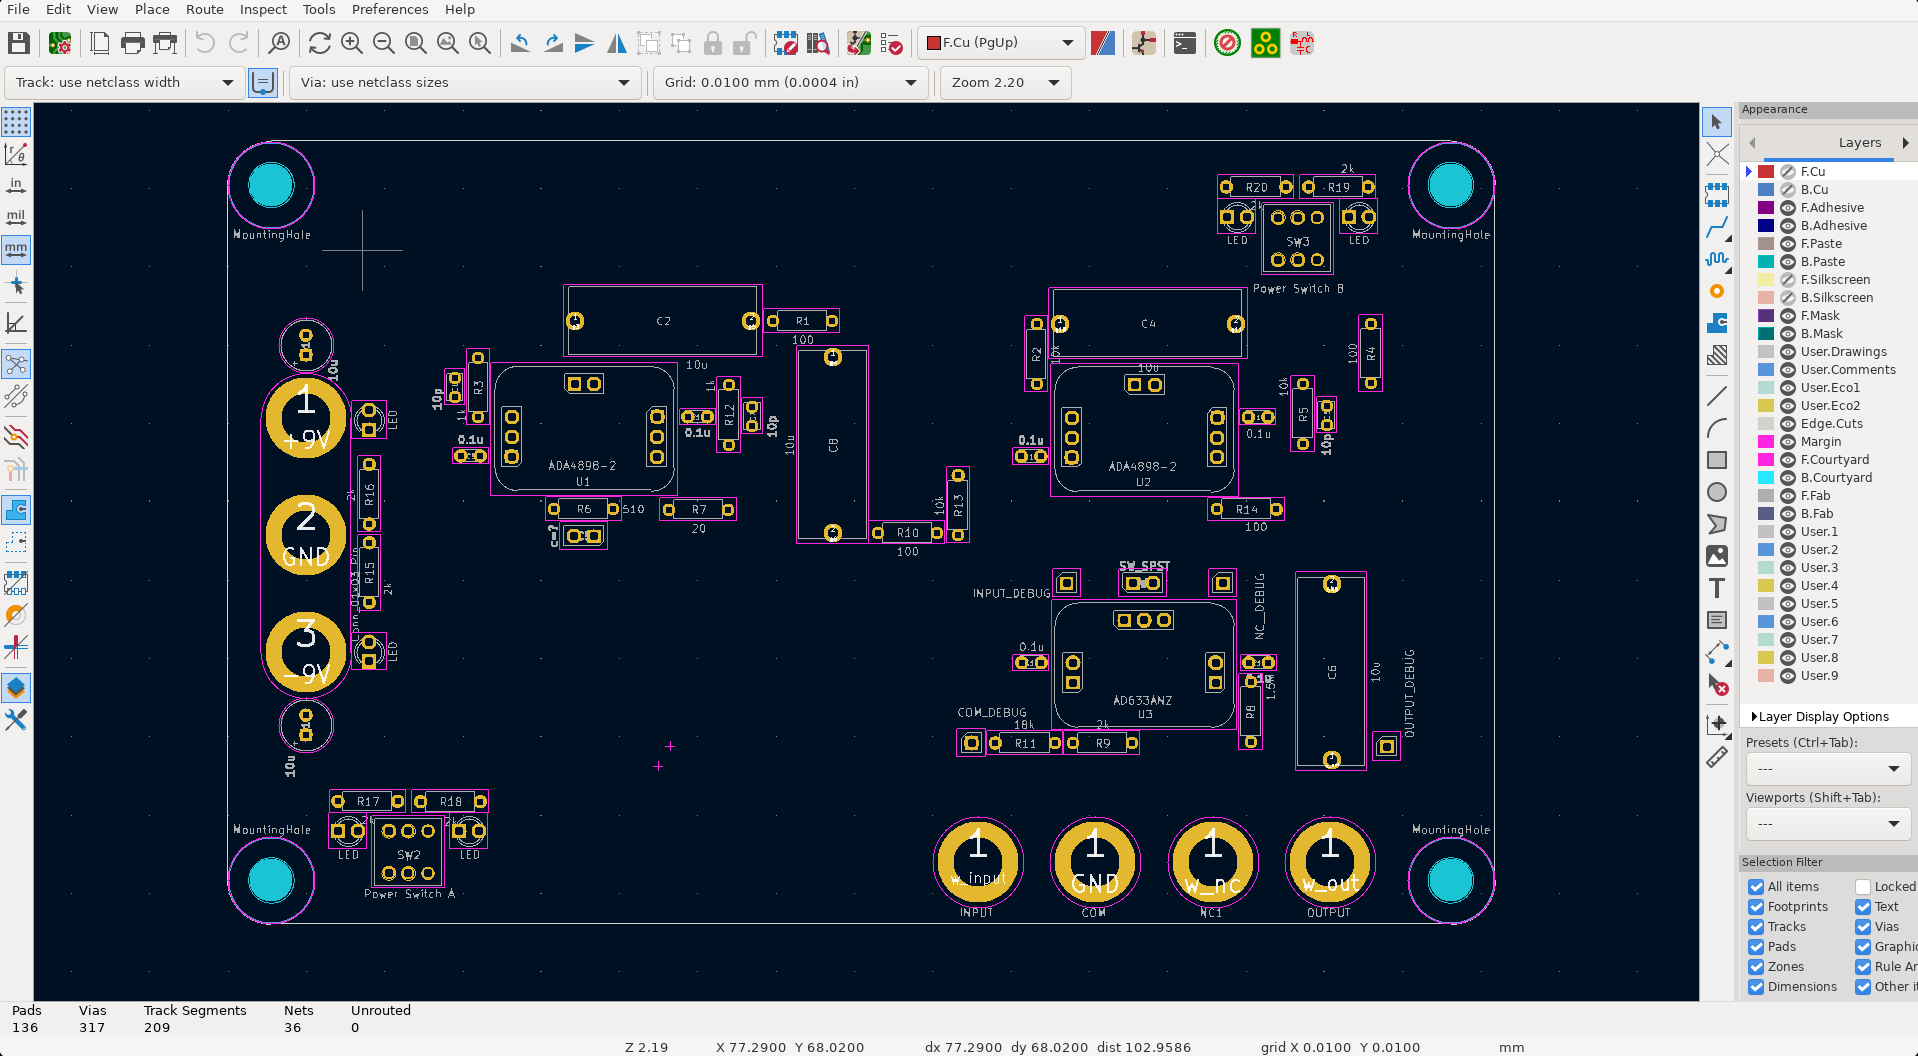 File Edit View Place Route Inspect Tools Preferences Help
F.Cu (PgUp)
Track: use netclass width
Via: use netclass sizes
Grid: 0.0100 mm (0.0004 in)
Zoom 2.20
in
mil
mm
MountingHole
MountingHole
R20
2k
R19
LED
SW3
LED
Power Switch B
C2
R1
100
10u
C4
10u
R2
10k
100
R4
10u
1
+9V
2
GND
3
-9V
10u
LED
2k
R16
R15
2k
LED
10p
R3
1k
0.1u
ADA4898-2
U1
0.1u
1k
R12
10p
10u
C8
R6
510
R7
20
C=?
R10
100
10k
R13
0.1u
ADA4898-2
U2
0.1u
10k
R5
10p
R14
100
SW_SPST
INPUT_DEBUG
NC_DEBUG
0.1u
AD633ANZ
U3
1.5k
R8
C6
10u
OUTPUT_DEBUG
COM_DEBUG
18k
R11
2k
R9
R17
R18
LED
SW2
LED
Power Switch A
MountingHole
MountingHole
1
w_input
INPUT
1
GND
COM
1
w_nc
NC1
1
w_out
OUTPUT
Appearance
Layers
F.Cu
B.Cu
F.Adhesive
B.Adhesive
F.Paste
B.Paste
F.Silkscreen
B.Silkscreen
F.Mask
B.Mask
User.Drawings
User.Comments
User.Eco1
User.Eco2
Edge.Cuts
Margin
F.Courtyard
B.Courtyard
F.Fab
B.Fab
User.1
User.2
User.3
User.4
User.5
User.6
User.7
User.8
User.9
Layer Display Options
Presets (Ctrl+Tab):
---
Viewports (Shift+Tab):
---
Selection Filter
All items Locked
Footprints Text
Tracks Vias
Pads Graphic
Zones Rule Ar
Dimensions Other it
Pads Vias Track Segments Nets Unrouted
136 317 209 36 0
Z 2.19 X 77.2900 Y 68.0200 dx 77.2900 dy 68.0200 dist 102.9586 grid X 0.0100 Y 0.0100 mm